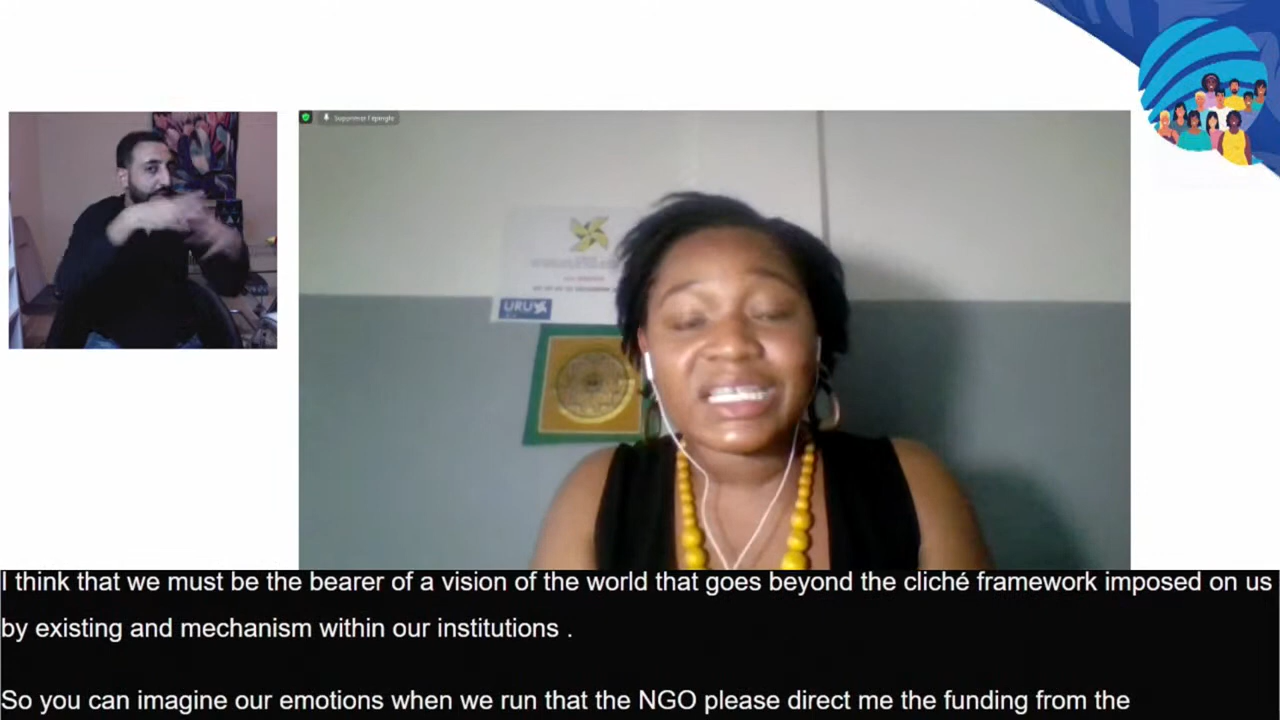 Supprimer l'épingle
URU
I think that we must be the bearer of a vision of the world that goes beyond the cliché framework imposed on us
by existing and mechanism within our institutions .
So you can imagine our emotions when we run that the NGO please direct me the funding from the